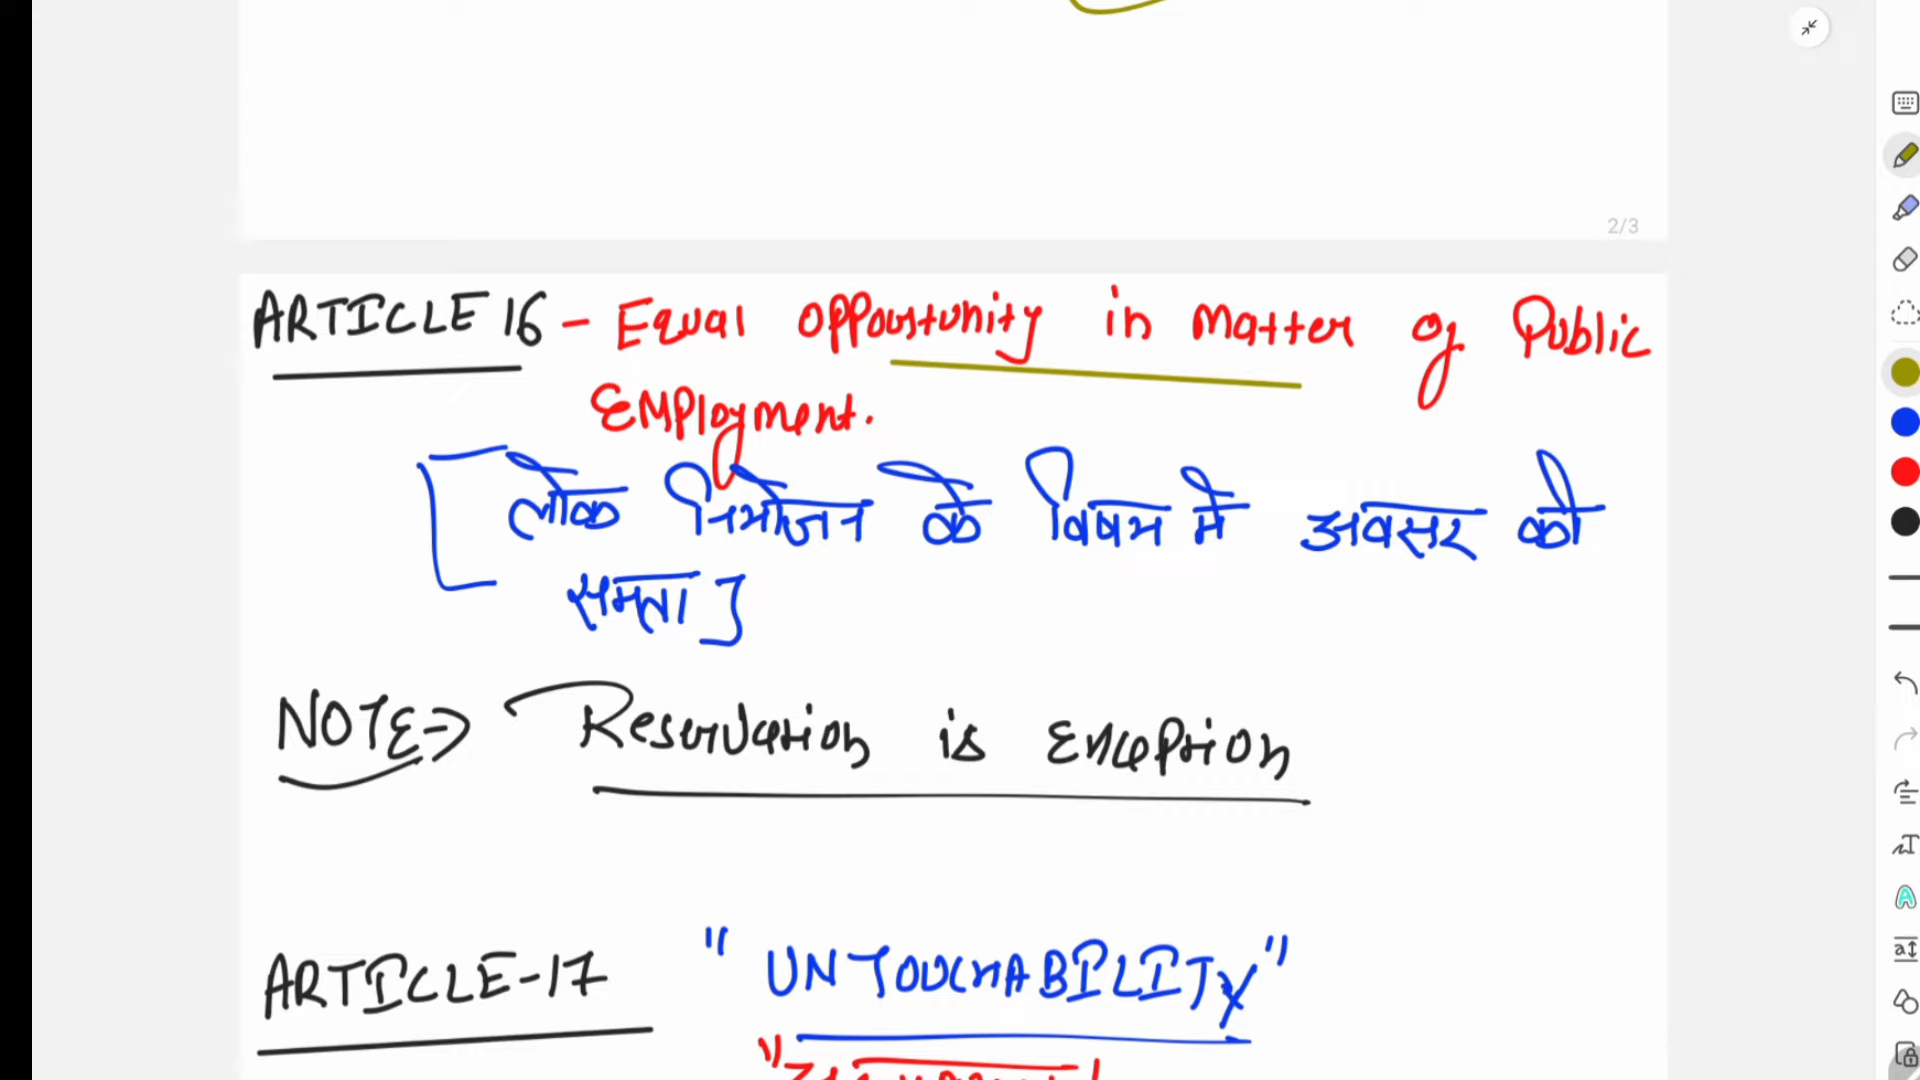 2/3
ARTICLE 16 - Equal opportunity in matter of Public
Employment.
[लोक नियोजन के विषय में अवसर की
समता]
NOTE⇒ Reservation is Exception
ARTICLE-17 "UNTOUCHABILITY"